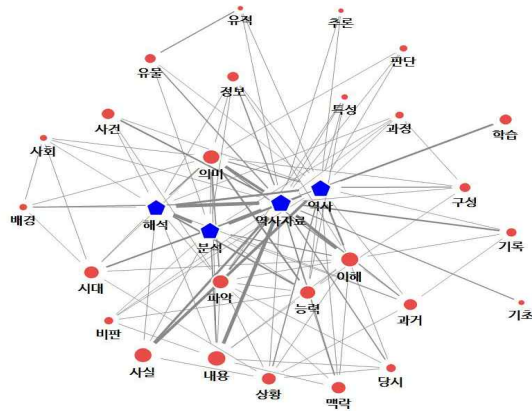 유적
추론
유물
판단
정보
특성
사건
과정
학습
사회
의미
배경
해석
역사자료
역사
구성
분석
기록
시대
파악
이해
능력
과거
기초
비판
사실
내용
상황
맥락
당시